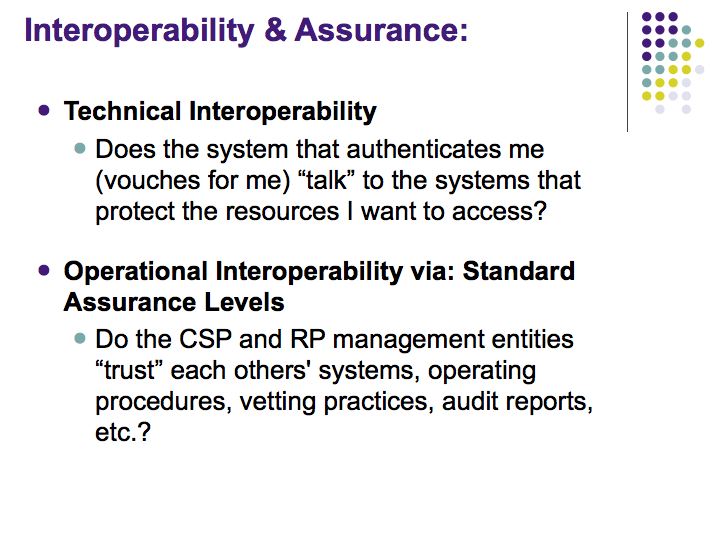 Interoperability & Assurance:
Technical Interoperability
Does the system that authenticates me
(vouches for me) “talk” to the systems that
protect the resources I want to access?
Operational Interoperability via: Standard
Assurance Levels
Do the CSP and RP management entities
“trust” each others' systems, operating
procedures, vetting practices, audit reports,
etc.?